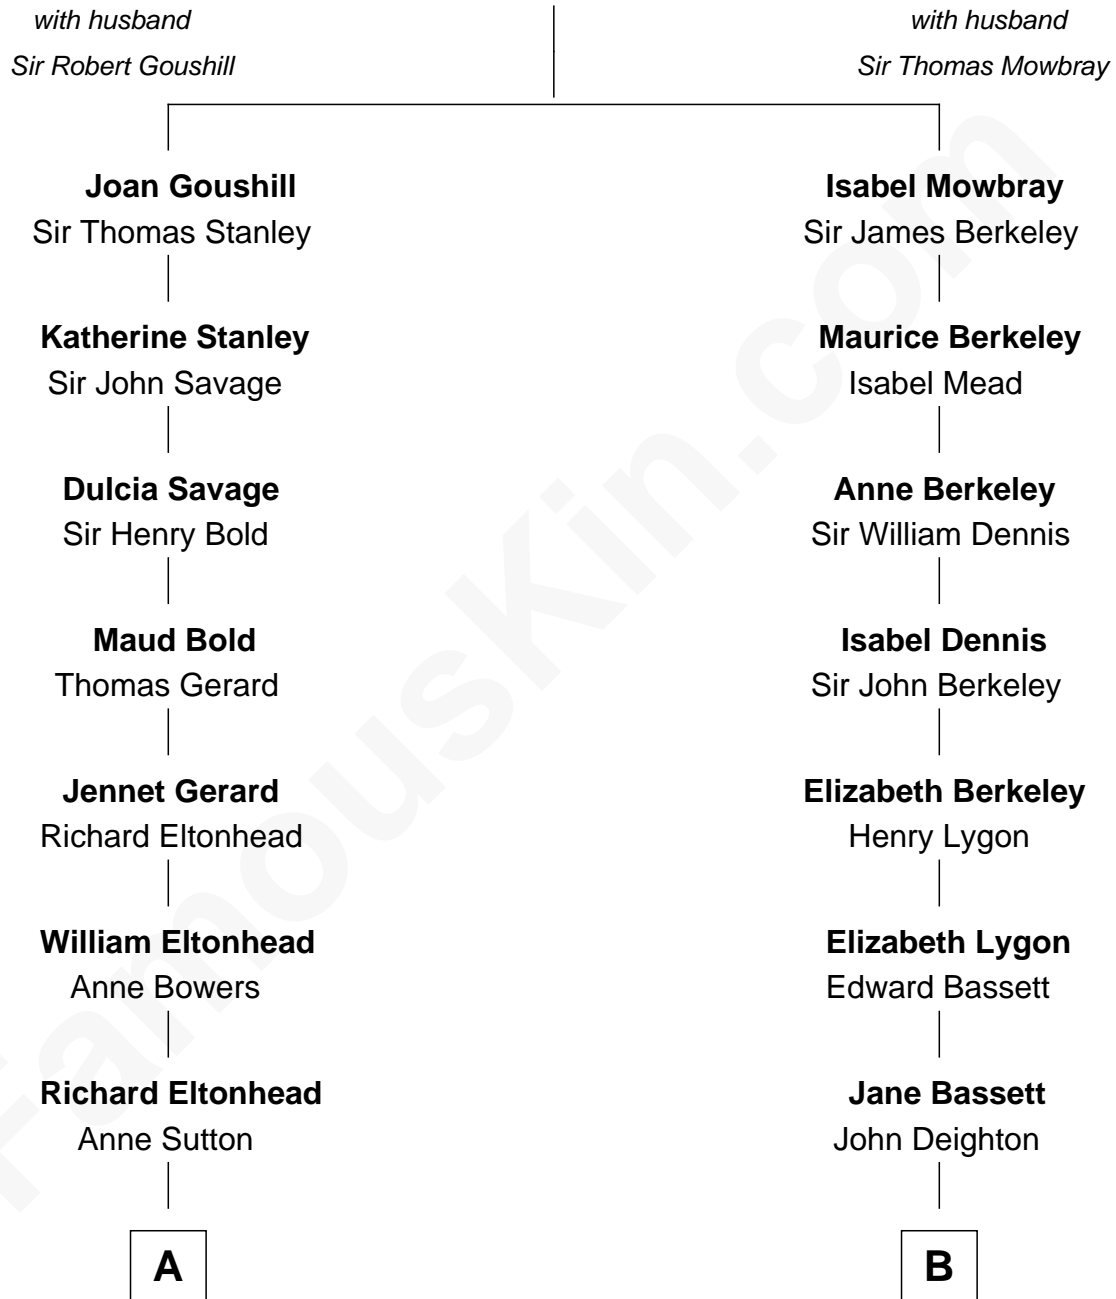 with husband
Sir Robert Goushill
with husband
Sir Thomas Mowbray
Joan Goushill
Sir Thomas Stanley
Isabel Mowbray
Sir James Berkeley
Katherine Stanley
Sir John Savage
Maurice Berkeley
Isabel Mead
Dulcia Savage
Sir Henry Bold
Anne Berkeley
Sir William Dennis
Maud Bold
Thomas Gerard
Isabel Dennis
Sir John Berkeley
Jennet Gerard
Richard Eltonhead
Elizabeth Berkeley
Henry Lygon
William Eltonhead
Anne Bowers
Elizabeth Lygon
Edward Bassett
Richard Eltonhead
Anne Sutton
Jane Bassett
John Deighton
A
B
FamousKin.com